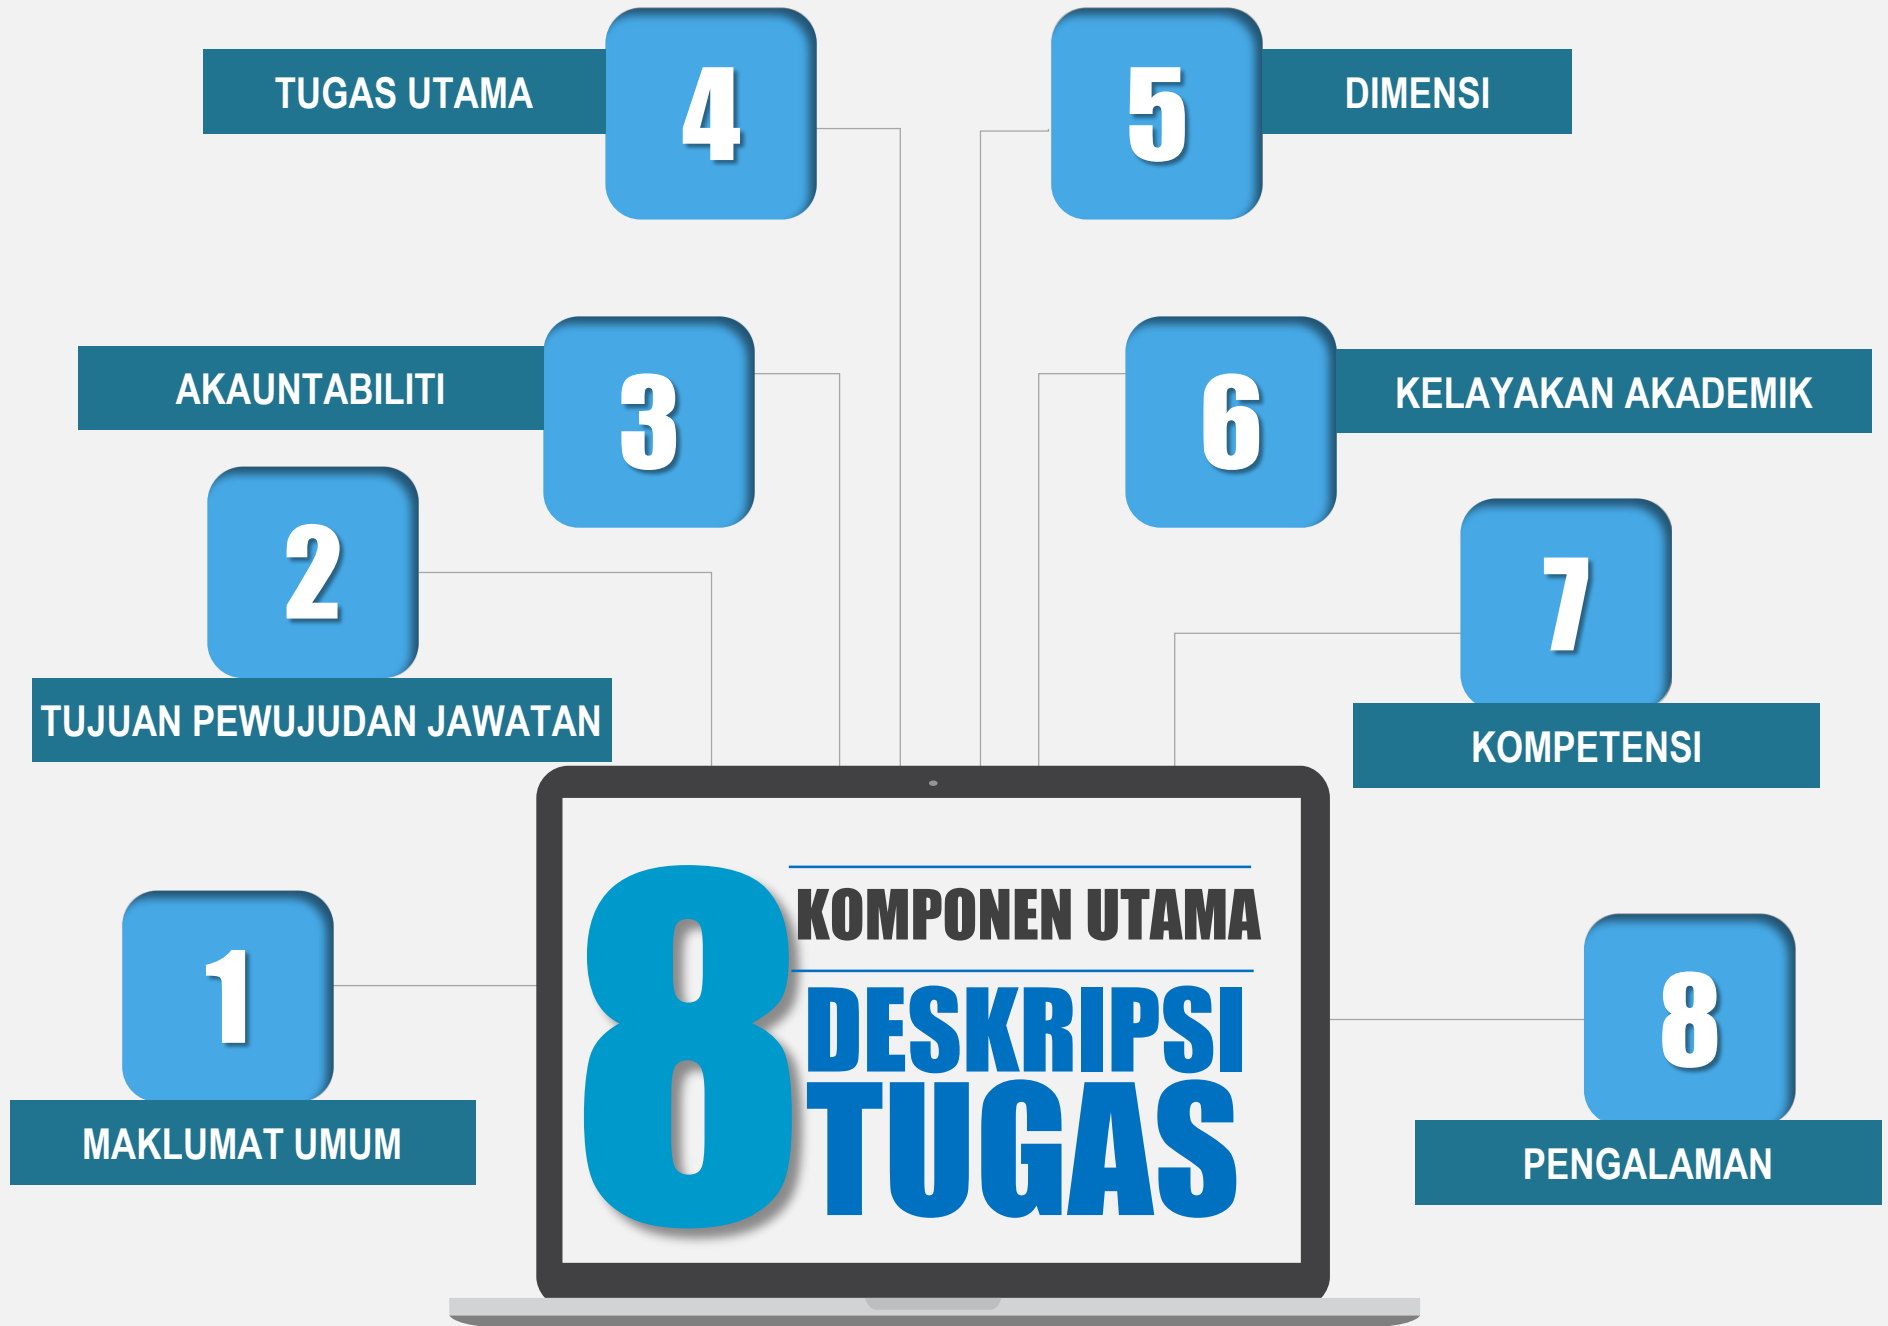 4
TUGAS UTAMA
5
DIMENSI
3
AKAUNTABILITI
6
KELAYAKAN AKADEMIK
2
TUJUAN PEWUJUDAN JAWATAN
7
KOMPETENSI
8
KOMPONEN UTAMA
DESKRIPSI
TUGAS
1
MAKLUMAT UMUM
8
PENGALAMAN